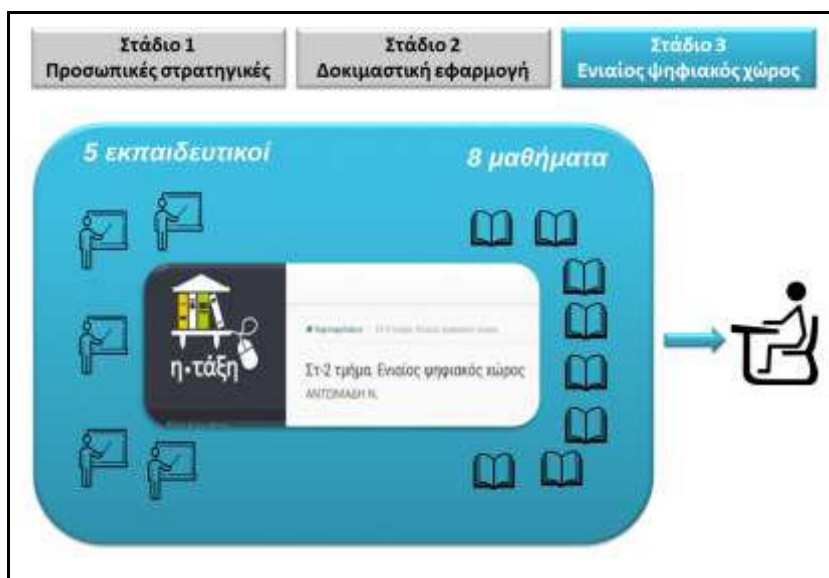 Στάδιο 1
Προσωπικές στρατηγικές
Στάδιο 2
Δοκιμαστική εφαρμογή
Στάδιο 3
Ενιαίος ψηφιακός χώρος
5 εκπαιδευτικοί
8 μαθήματα
η•τάξη
Στ-2 τμήμα. Ενιαίος ψηφιακός χώρος
ΑΝΤΩΝΙΑΔΗ Ν.